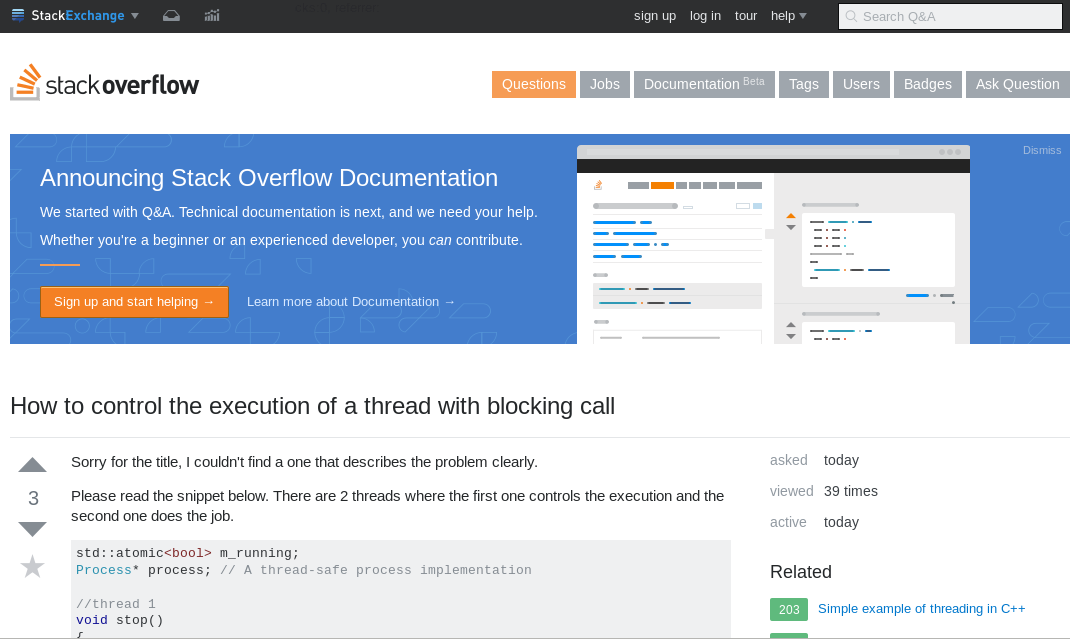 StackExchange
sign up log in tour help
Search Q&A
stackoverflow
Questions Jobs Documentation Beta Tags Users Badges Ask Question
Dismiss
Announcing Stack Overflow Documentation
We started with Q&A. Technical documentation is next, and we need your help.
Whether you're a beginner or an experienced developer, you can contribute.
Sign up and start helping → Learn more about Documentation →
How to control the execution of a thread with blocking call
3
Sorry for the title, I couldn't find a one that describes the problem clearly.
Please read the snippet below. There are 2 threads where the first one controls the execution and the
second one does the job.
std::atomic<bool> m_running;
Process* process; // A thread-safe process implementation
//thread 1
void stop()
{
asked today
viewed 39 times
active today
Related
203 Simple example of threading in C++